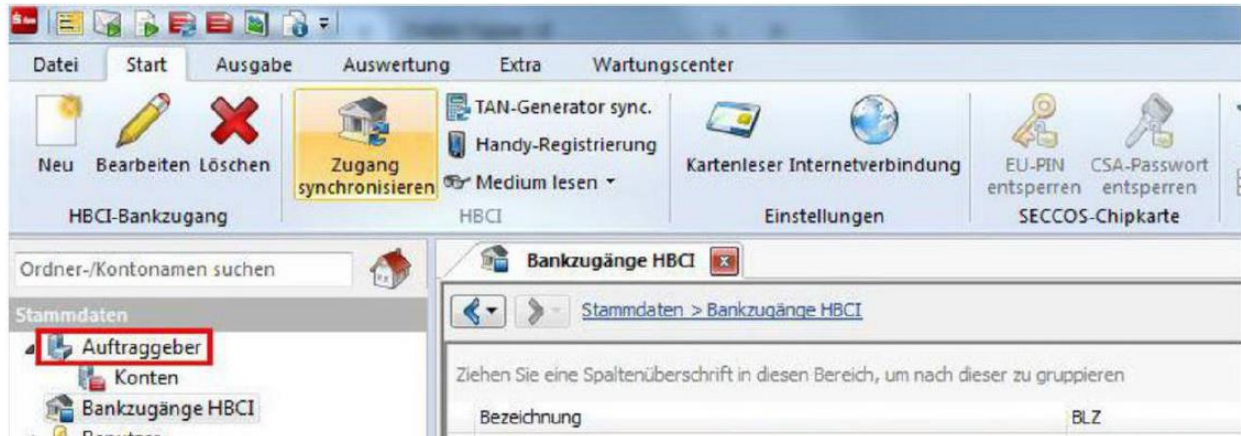 Datei Start Ausgabe Auswertung Extra Wartungscenter
Neu Bearbeiten Löschen
Zugang
synchronisieren
TAN-Generator sync.
Handy-Registrierung
Medium lesen
Kartenleser Internetverbindung
EU-PIN
entsperren
CSA-Passwort
entsperren
HBCI-Bankzugang HBCI Einstellungen SECCOS-Chipkarte
Ordner-/Kontonamen suchen
Bankzugänge HBCI
Stammdaten
Stammdaten > Bankzugänge HBCI
Auftraggeber
Konten
Bankzugänge HBCI
Ziehen Sie eine Spaltenüberschrift in diesen Bereich, um nach dieser zu gruppieren
Bezeichnung BLZ